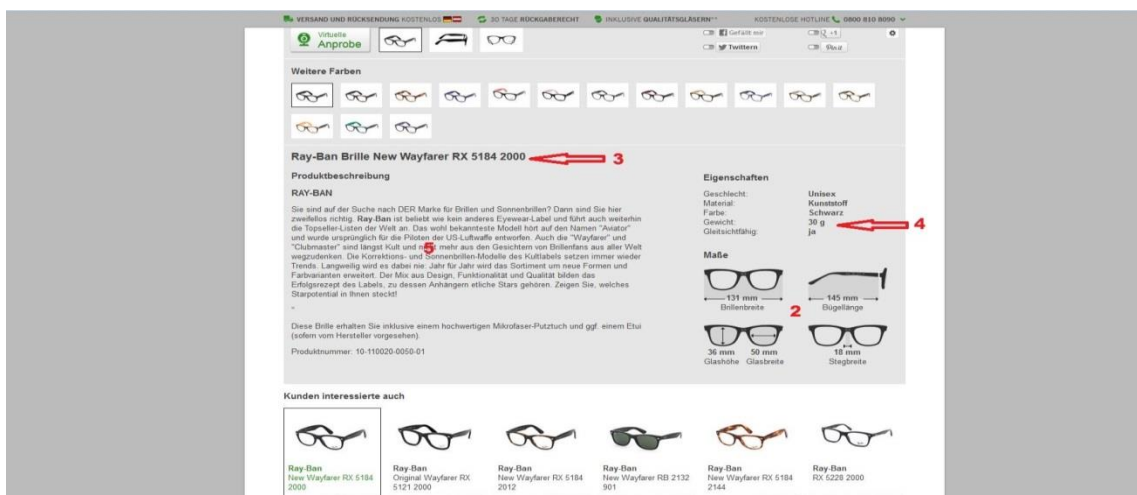 VERSAND UND RÜCKSENDUNG KOSTENLOS
30 TAGE RÜCKGABERECHT
INKLUSIVE QUALITÄTSGLÄSERN**
KOSTENLOSE HOTLINE 0800 810 8090
Virtuelle
Anprobe
Gefällt mir
+1
Twittern
Pin it
Weitere Farben
Ray-Ban Brille New Wayfarer RX 5184 2000
3
Produktbeschreibung
RAY-BAN
Sie sind auf der Suche nach DER Marke für Brillen und Sonnenbrillen? Dann sind Sie hier
zweifellos richtig. Ray-Ban ist beliebt wie kein anderes Eyewear-Label und führt auch weiterhin
die Topseller-Listen der Welt an. Das wohl bekannteste Modell hört auf den Namen "Aviator"
und wurde ursprünglich für die Piloten der US-Luftwaffe entworfen. Auch die "Wayfarer" und
"Clubmaster" sind längst Kult und mehr aus den Gesichtern von Brillenfans aus aller Welt
5
wegzudenken. Die Korrektions- und Sonnenbrillen-Modelle des Kultlabels setzen immer wieder
Trends. Langweilig wird es dabei nie: Jahr für Jahr wird das Sortiment um neue Formen und
Farbvarianten erweitert. Der Mix aus Design, Funktionalität und Qualität bilden das
Erfolgsrezept des Labels, zu dessen Anhängern etliche Stars gehören. Zeigen Sie, welches
Starpotential in Ihnen steckt!
Diese Brille erhalten Sie inklusive einem hochwertigen Mikrofaser-Putztuch und ggf. einem Etui
(sofern vom Hersteller vorgesehen).
Produktnummer: 10-110020-0050-01
Eigenschaften
Geschlecht: Unisex
Material: Kunststoff
Farbe: Schwarz
Gewicht: 30 g
4
Gleitsichtfähig: ja
Maße
131 mm
Brillenbreite
145 mm
Bügellänge
2
36 mm
Glashöhe
50 mm
Glasbreite
18 mm
Stegbreite
Kunden interessierte auch
Ray-Ban
New Wayfarer RX 5184
2000
Ray-Ban
Original Wayfarer RX
5121 2000
Ray-Ban
New Wayfarer RX 5184
2012
Ray-Ban
New Wayfarer RB 2132
901
Ray-Ban
New Wayfarer RX 5184
2144
Ray-Ban
RX 5228 2000